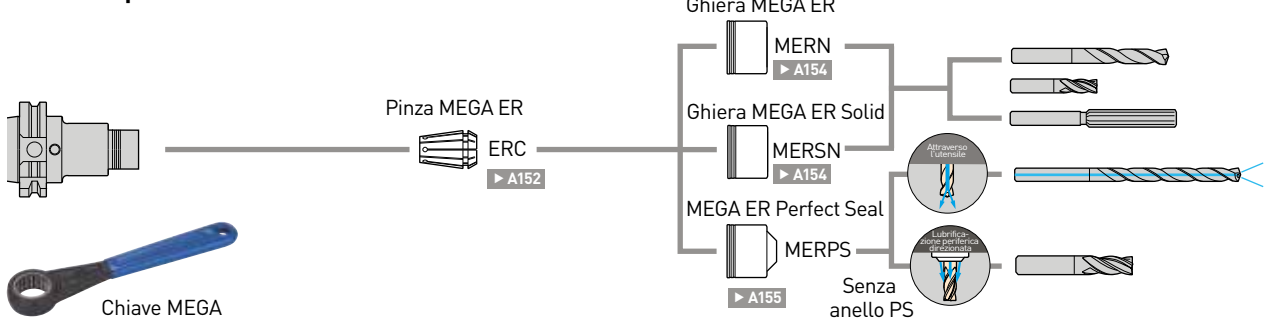 Ghiera MEGA ER
MERN
▶ A154
Pinza MEGA ER
ERC
▶ A152
Ghiera MEGA ER Solid
MERSN
▶ A154
Attraverso
l'utensile
MEGA ER Perfect Seal
MERPS
▶ A155
Lubrifica-
zione periferica
direzionata
Senza
anello PS
Chiave MEGA